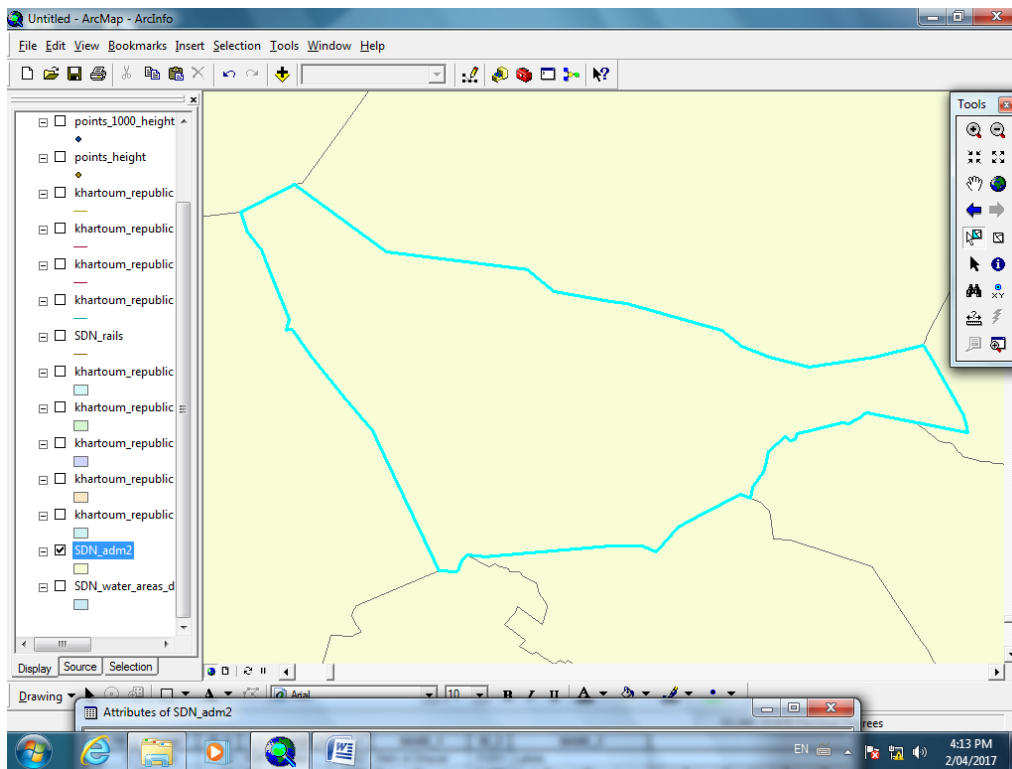 Untitled - ArcMap - ArcInfo
File Edit View Bookmarks Insert Selection Tools Window Help
Tools
points_1000_height
points_height
khartoum_republic
khartoum_republic
khartoum_republic
khartoum_republic
SDN_rails
khartoum_republic
khartoum_republic
khartoum_republic
khartoum_republic
khartoum_republic
SDN_adm2
SDN_water_areas_d
XY
Display Source Selection
Drawing Arial 10 B I U A
Attributes of SDN_adm2
rees
EN 4:13 PM
2/04/2017